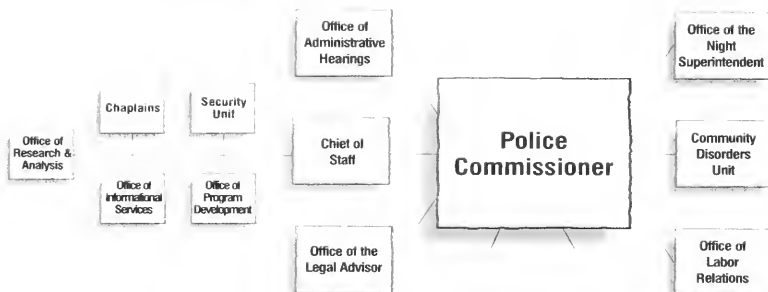 Office of
Administrative
Hearings
Office of the
Night
Superintendent
Chaplains
Security
Unit
Police
Commissioner
Office of
Research &
Analysis
Chief of
Staff
Community
Disorders
Unit
Office of
Informational
Services
Office of
Program
Development
Office of the
Legal Advisor
Office of
Labor
Relations